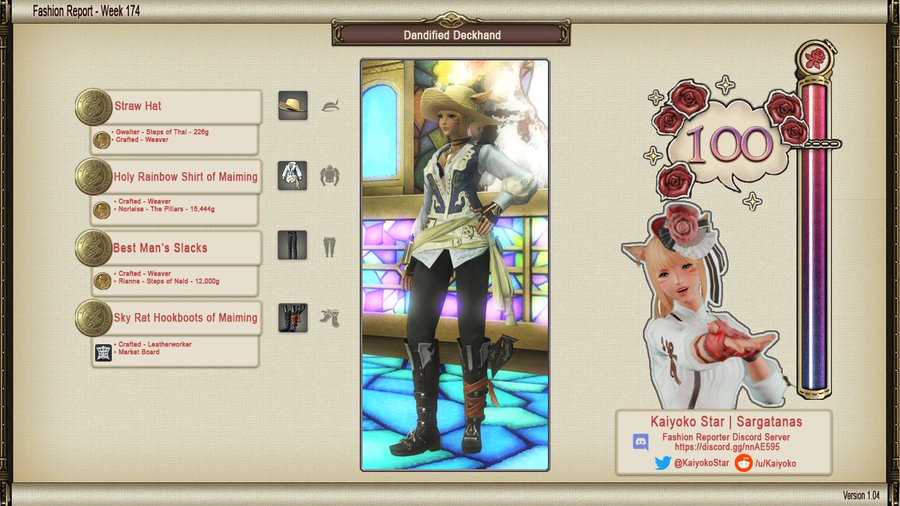 Fashion Report - Week 174
Dandified Deckhand
Straw Hat
• Gwalter - Steps of Thal - 226g
• Crafted - Weaver
Holy Rainbow Shirt of Maiming
• Crafted - Weaver
• Norlaise - The Pillars - 15,444g
Best Man's Slacks
• Crafted - Weaver
• Rianne - Steps of Nald - 12,000g
Sky Rat Hookboots of Maiming
• Crafted - Leatherworker
• Market Board
100
Kaiyoko Star | Sargatanas
Fashion Reporter Discord Server
https://discord.gg/nnAE595
@KaiyokoStar
/u/Kaiyoko
Version 1.04